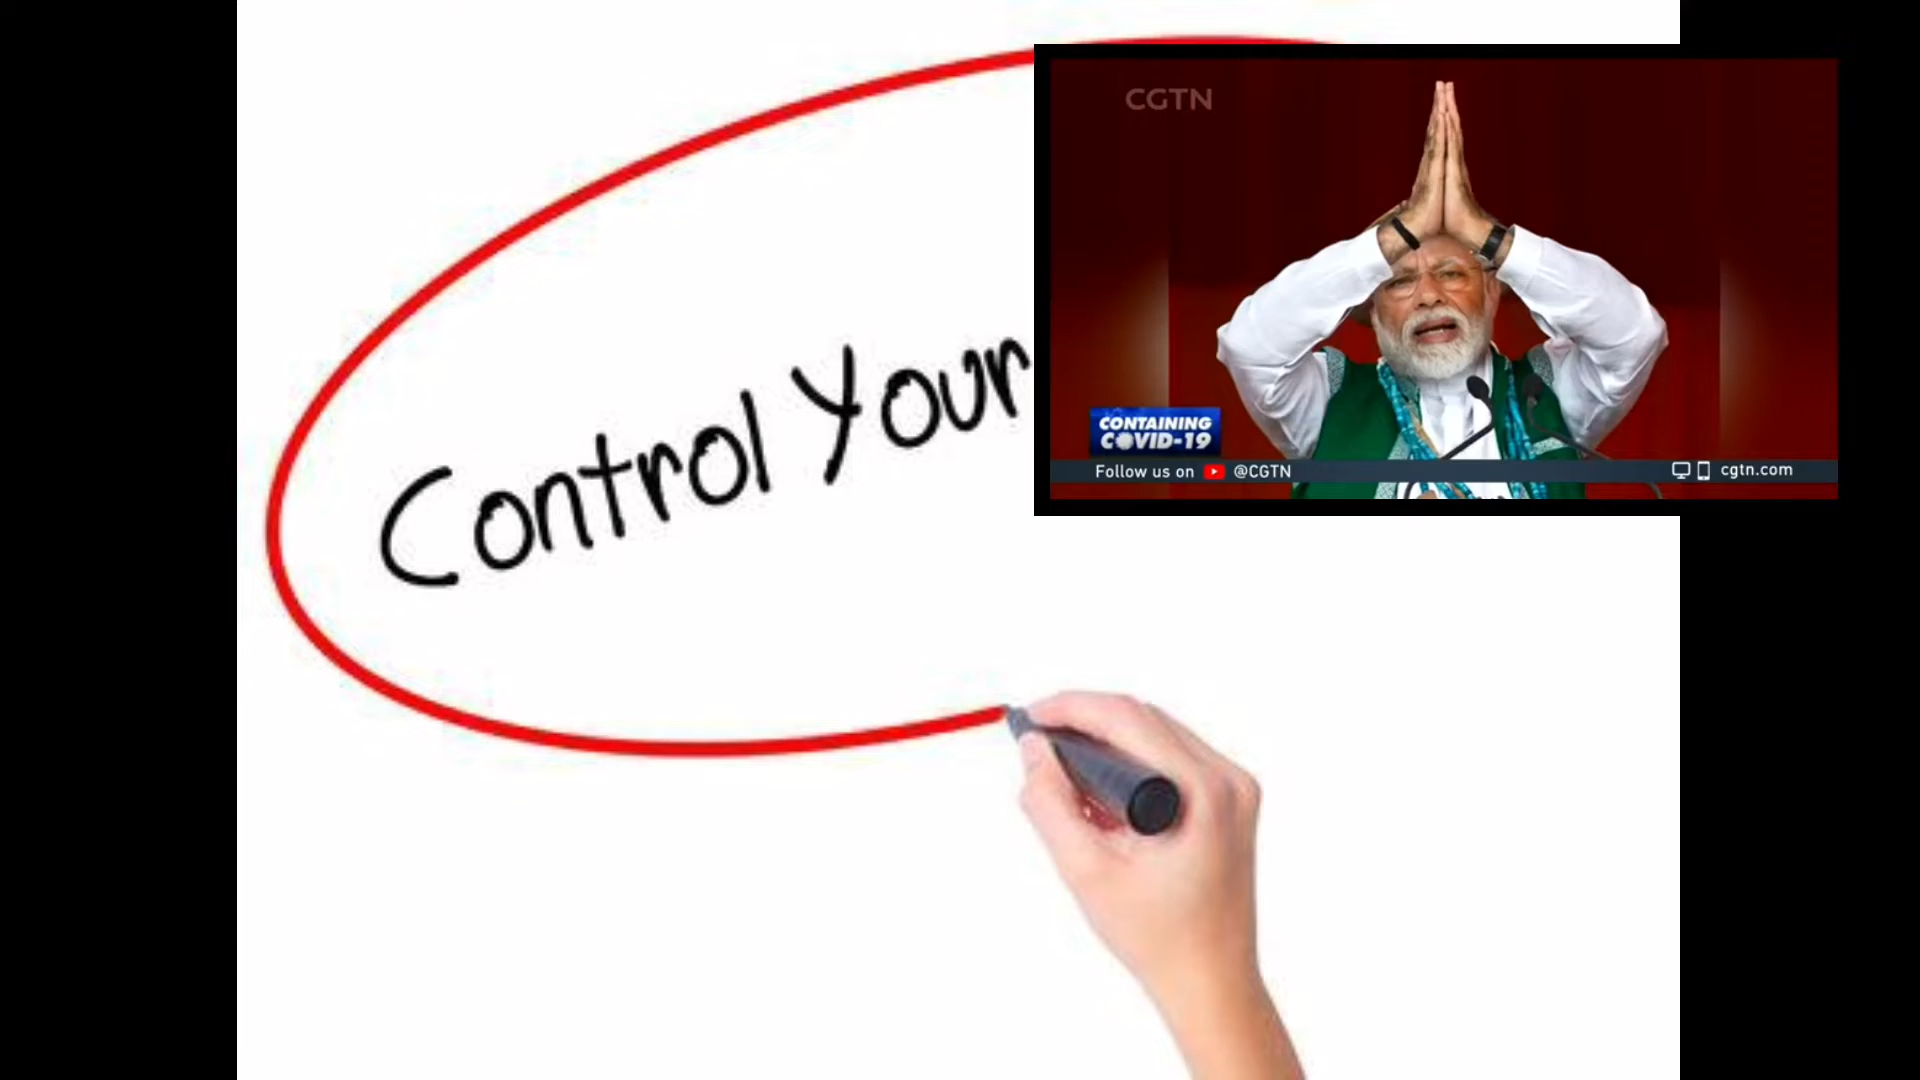 Control Your
CGTN
CONTAINING
COVID-19
Follow us on @CGTN
cgtn.com